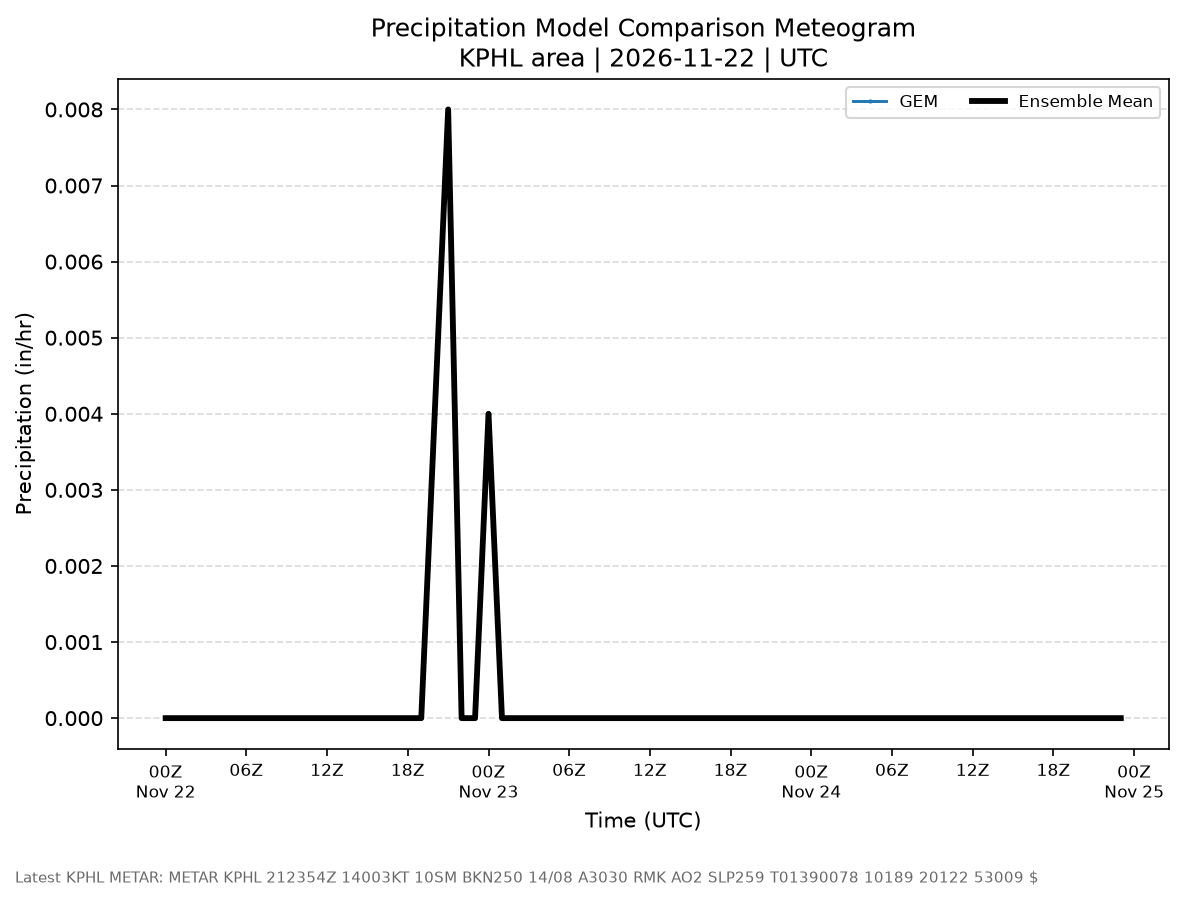 Precipitation Model Comparison Meteogram
KPHL area | 2026-11-22 | UTC
GEM
Ensemble Mean
Precipitation (in/hr)
0.008
0.007
0.006
0.005
0.004
0.003
0.002
0.001
0.000
00Z 06Z 12Z 18Z 00Z 06Z 12Z 18Z 00Z 06Z 12Z 18Z 00Z
Nov 22 Nov 23 Nov 24 Nov 25
Time (UTC)
Latest KPHL METAR: METAR KPHL 212354Z 14003KT 10SM BKN250 14/08 A3030 RMK AO2 SLP259 T01390078 10189 20122 53009 $